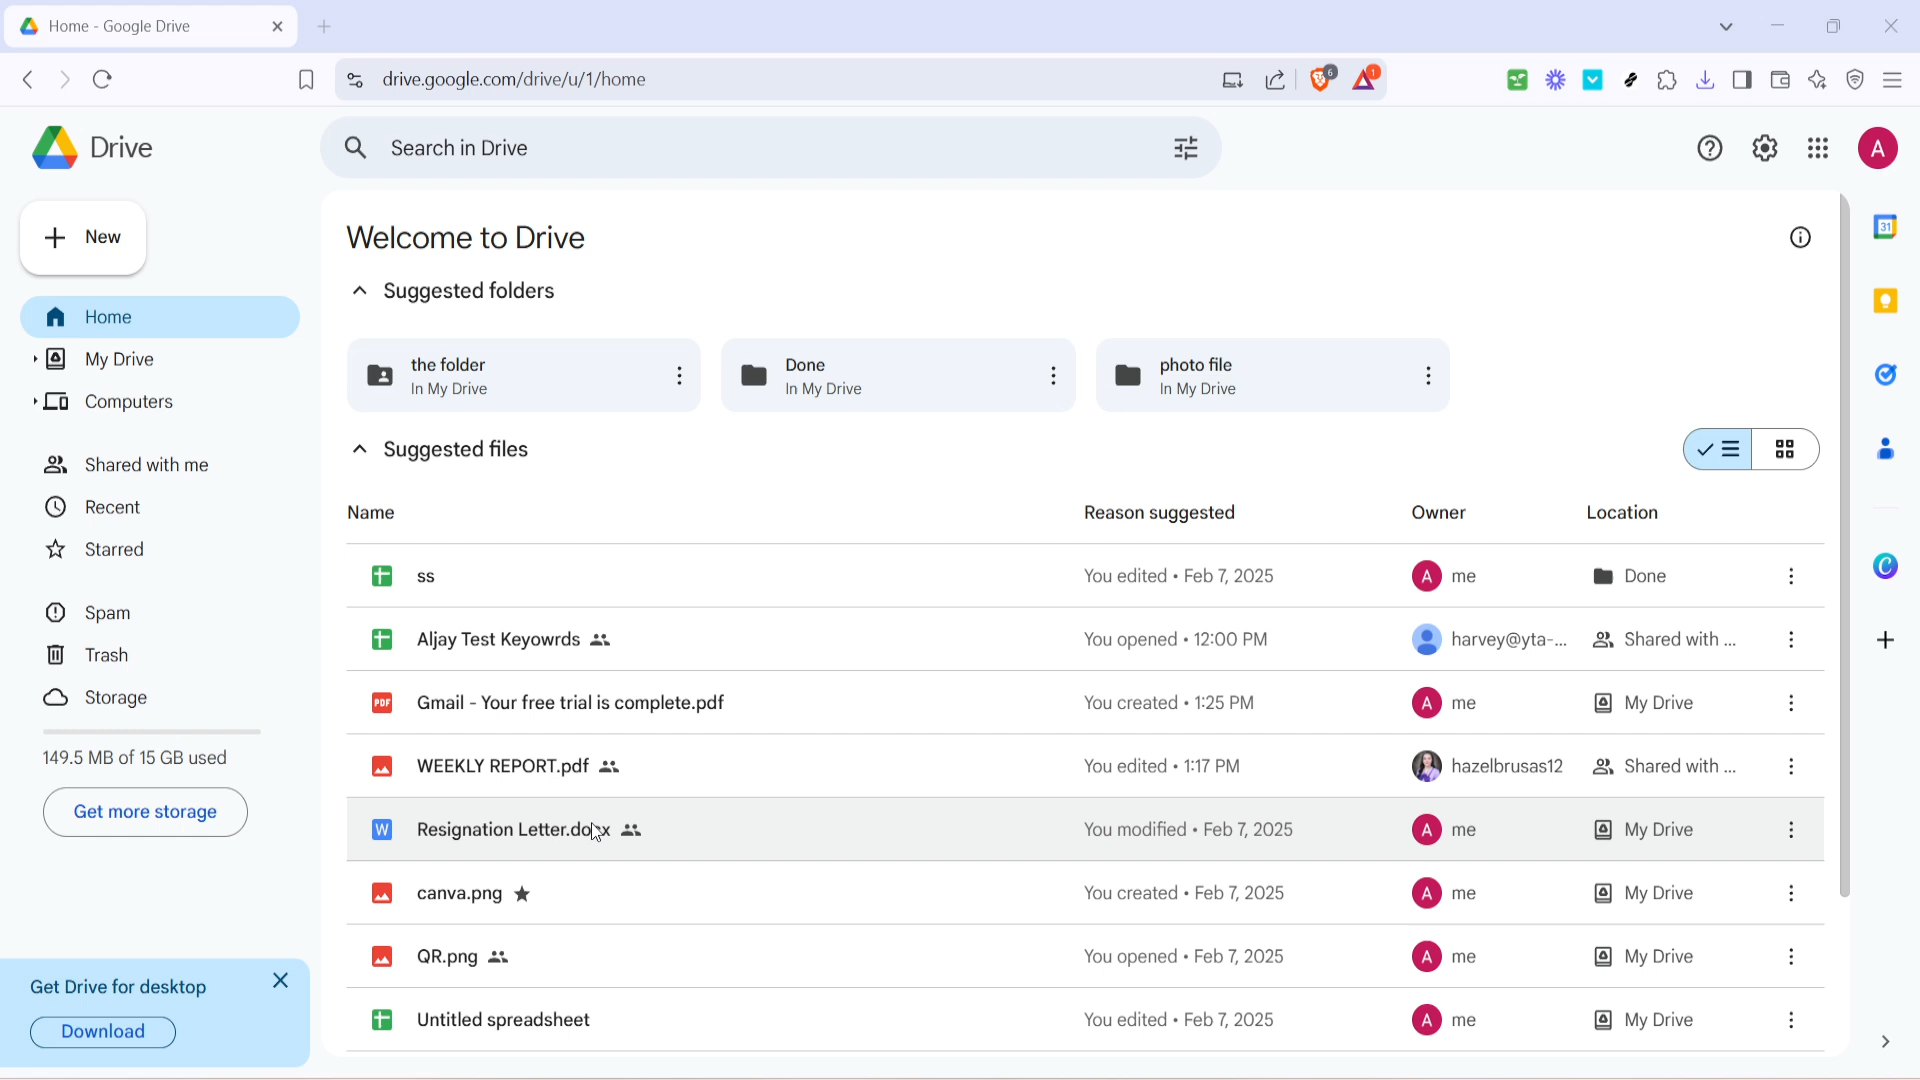 Home - Google Drive
drive.google.com/drive/u/1/home
6
1
Drive
Search in Drive
A
New
Home
My Drive
Computers
Shared with me
Recent
Starred
Spam
Trash
Storage
149.5 MB of 15 GB used
Get more storage
Get Drive for desktop
Download
Welcome to Drive
Suggested folders
the folder
In My Drive
Done
In My Drive
photo file
In My Drive
Suggested files
Name Reason suggested Owner Location
ss You edited • Feb 7, 2025 A me Done
Aljay Test Keyowrds You opened • 12:00 PM harvey@yta-... Shared with ...
PDF Gmail - Your free trial is complete.pdf You created • 1:25 PM A me My Drive
WEEKLY REPORT.pdf You edited • 1:17 PM hazelbrusas12 Shared with ...
W Resignation Letter.docx You modified • Feb 7, 2025 A me My Drive
canva.png You created • Feb 7, 2025 A me My Drive
QR.png You opened • Feb 7, 2025 A me My Drive
Untitled spreadsheet You edited • Feb 7, 2025 A me My Drive
31
C